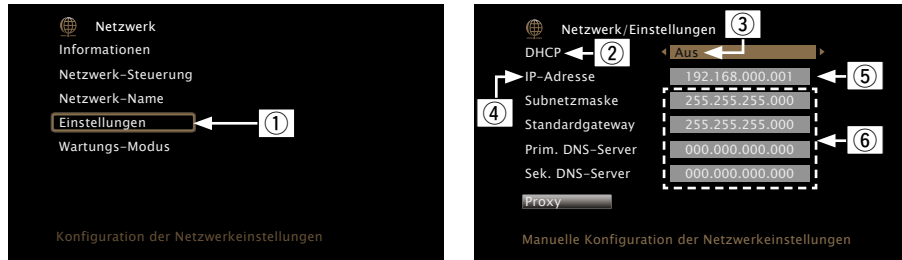 Netzwerk
Informationen
Netzwerk-Steuerung
Netzwerk-Name
Einstellungen
①
Wartungs-Modus
Konfiguration der Netzwerkeinstellungen
Netzwerk/Einstellungen
③
DHCP
②
Aus
IP-Adresse
192.168.000.001
⑤
④
Subnetzmaske
255.255.255.000
Standardgateway
255.255.255.000
⑥
Prim. DNS-Server
000.000.000.000
Sek. DNS-Server
000.000.000.000
Proxy
Manuelle Konfiguration der Netzwerkeinstellungen